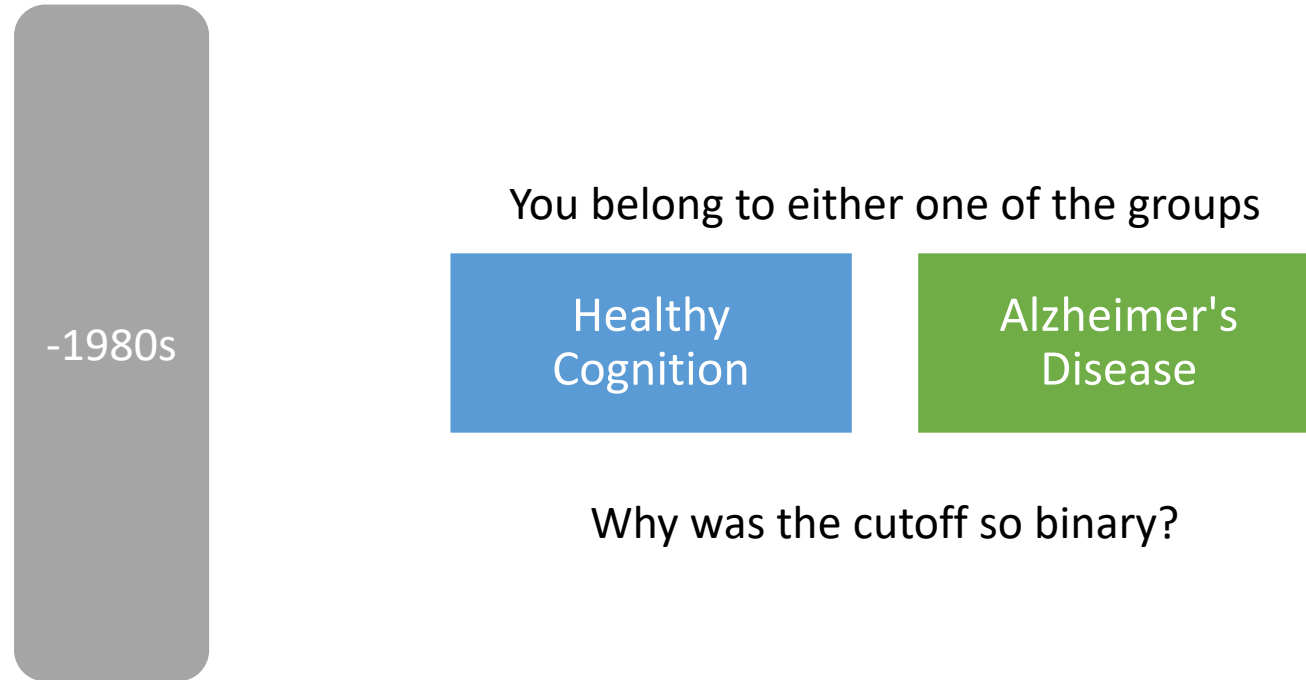 You belong to either one of the groups
-1980s
Healthy
Cognition
Alzheimer's
Disease
Why was the cutoff so binary?